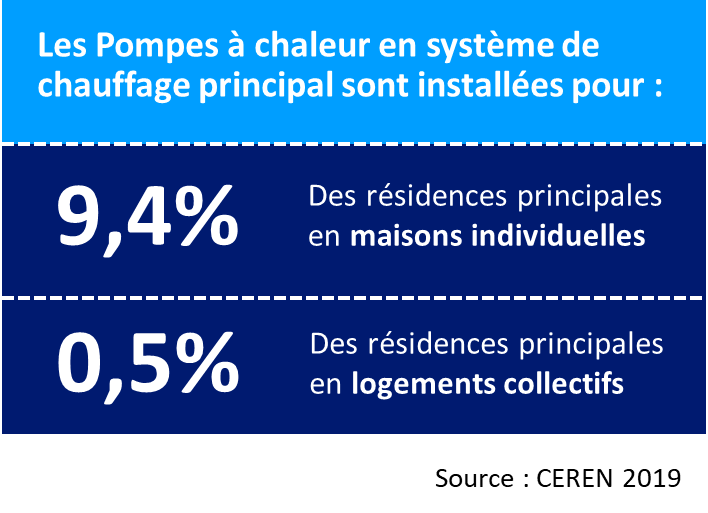 Les Pompes à chaleur en système de
chauffage principal sont installées pour :
9,4%
Des résidences principales
en maisons individuelles
0,5%
Des résidences principales
en logements collectifs
Source : CEREN 2019